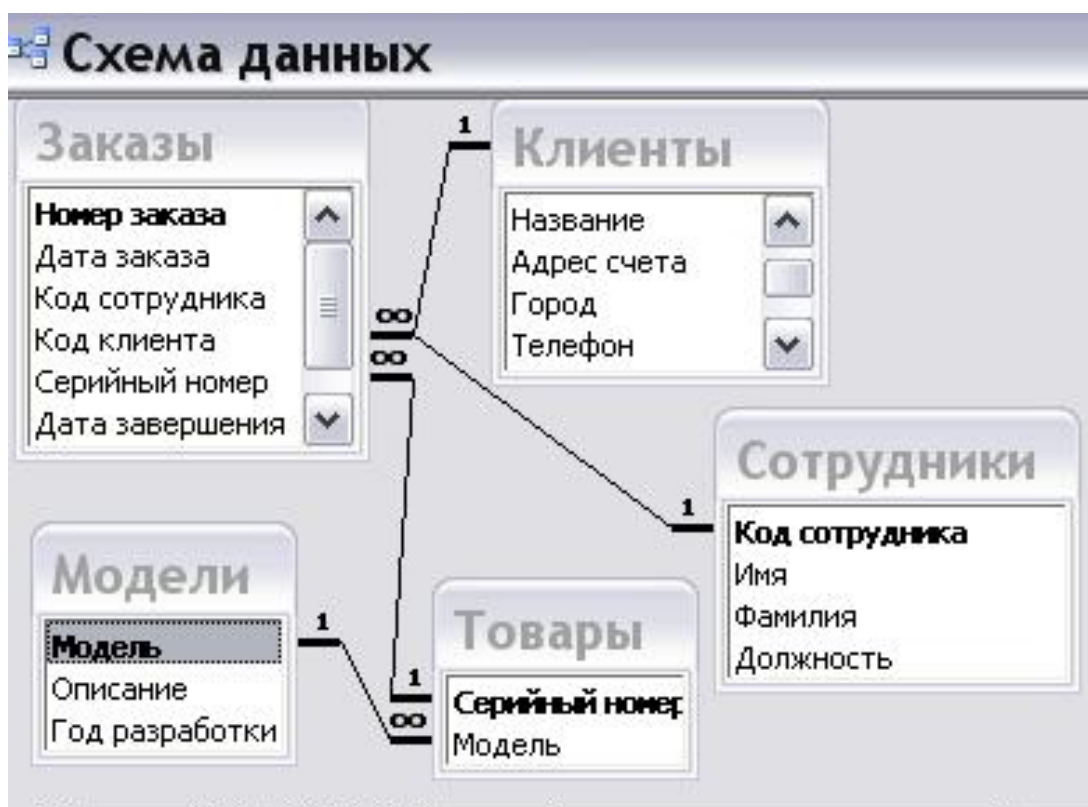 Схема данных
Заказы
Номер заказа
Дата заказа
Код сотрудника
Код клиента
Серийный номер
Дата завершения
1
∞
∞
Клиенты
Название
Адрес счета
Город
Телефон
1
Сотрудники
Код сотрудника
Имя
Фамилия
Должность
Модели
Модель
Описание
Год разработки
1
1
∞
Товары
Серийный номер
Модель